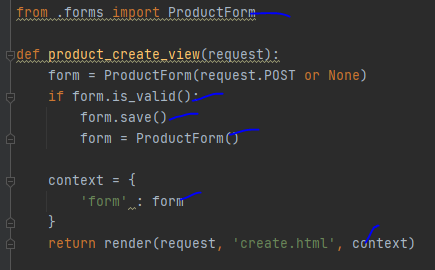 from .forms import ProductForm
def product_create_view(request):
form = ProductForm(request.POST or None)
if form.is_valid():
form.save()
form = ProductForm()
context = {
'form' : form
}
return render(request, 'create.html', context)